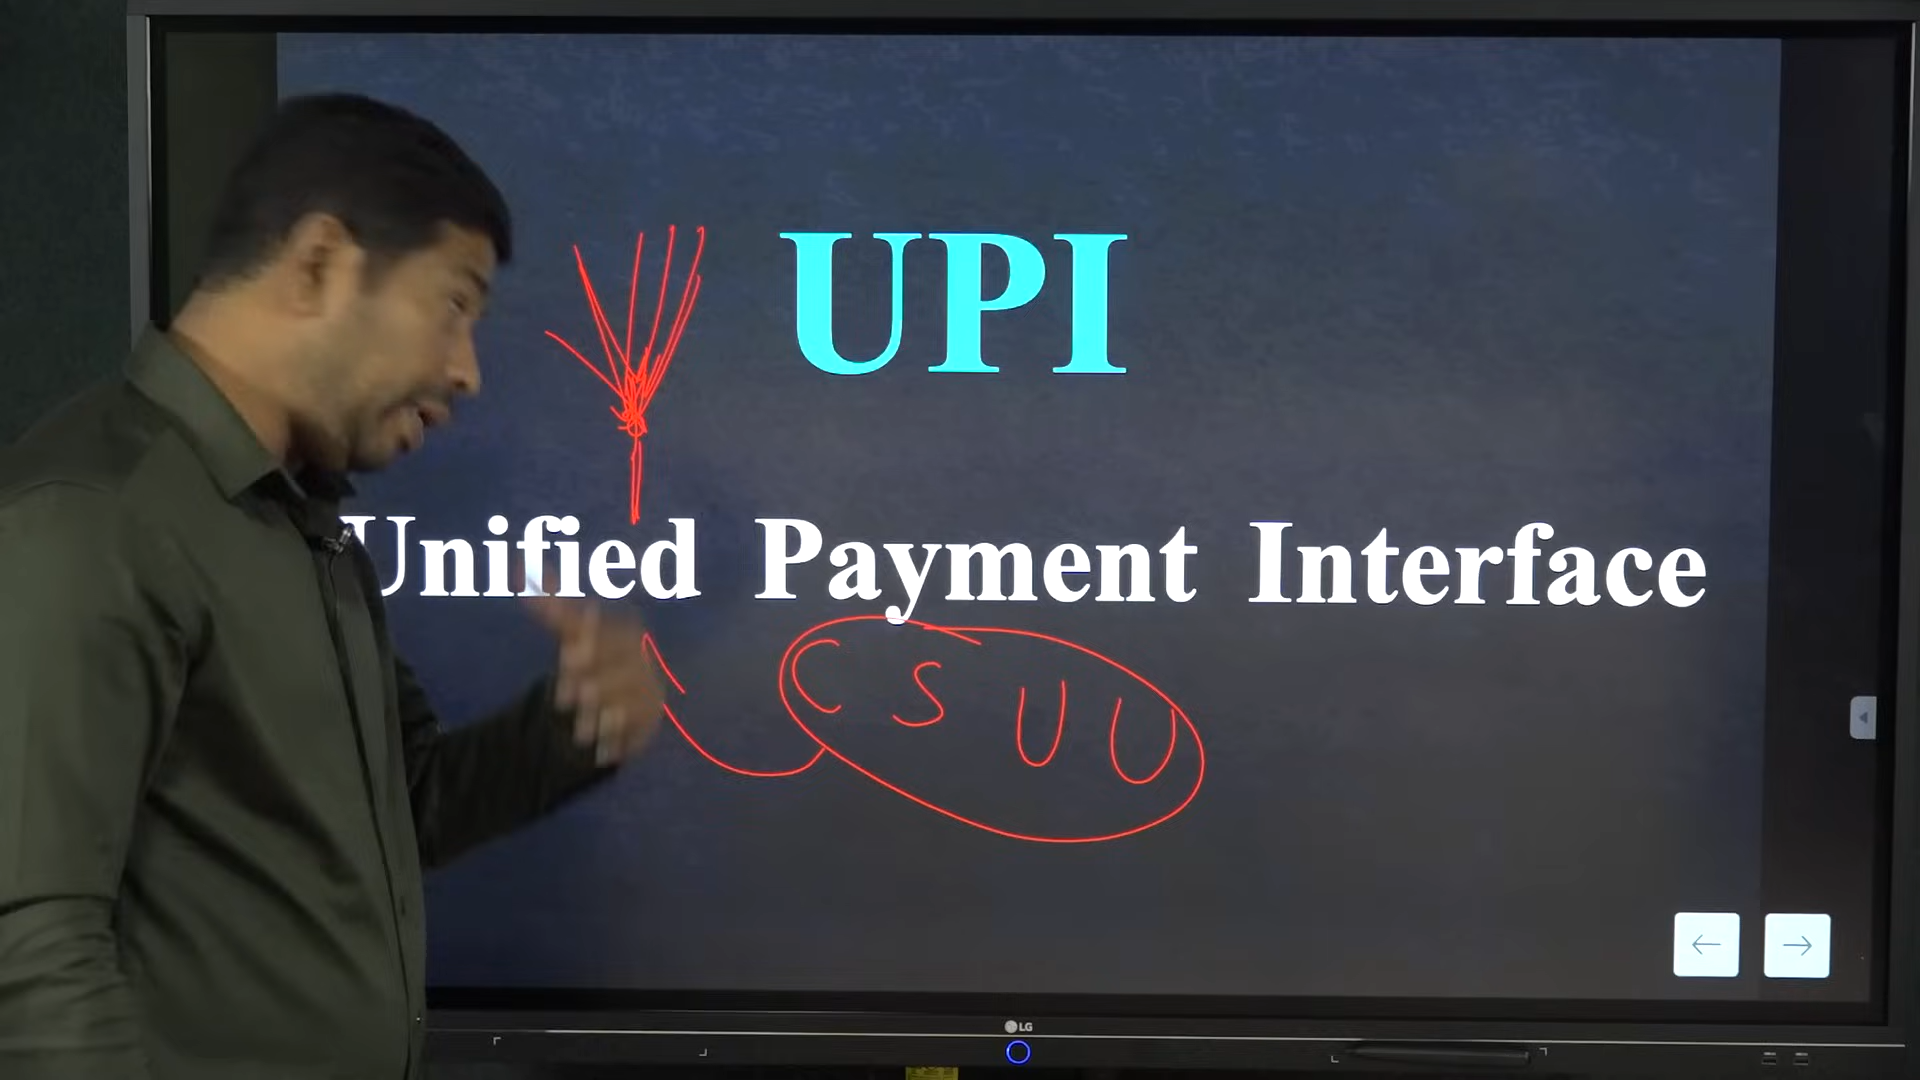 UPI
Unified Payment Interface
C S U U
LG